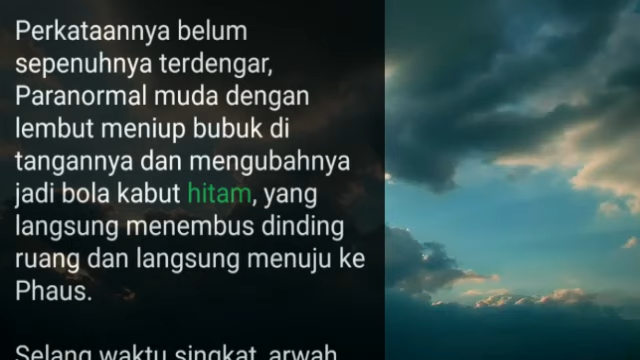 Perkataannya belum
sepenuhnya terdengar,
Paranormal muda dengan
lembut meniup bubuk di
tangannya dan mengubahnya
jadi bola kabut hitam, yang
langsung menembus dinding
ruang dan langsung menuju ke
Phaus.
Selang waktu singkat, arwah